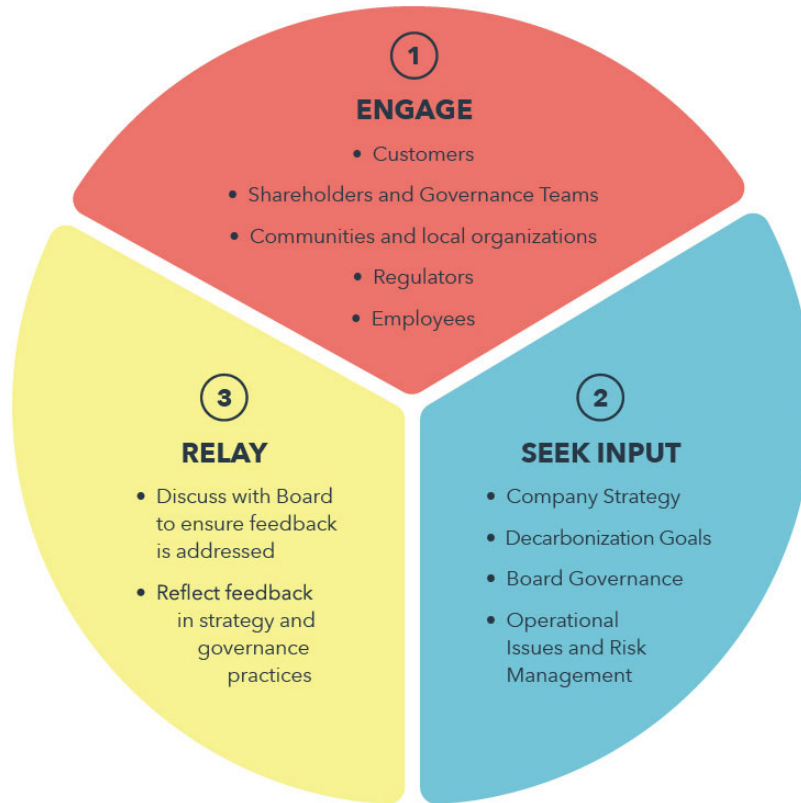 1
ENGAGE
• Customers
• Shareholders and Governance Teams
• Communities and local organizations
• Regulators
• Employees
2
SEEK INPUT
• Company Strategy
• Decarbonization Goals
• Board Governance
• Operational
Issues and Risk
Management
3
RELAY
• Discuss with Board
to ensure feedback
is addressed
• Reflect feedback
in strategy and
governance
practices